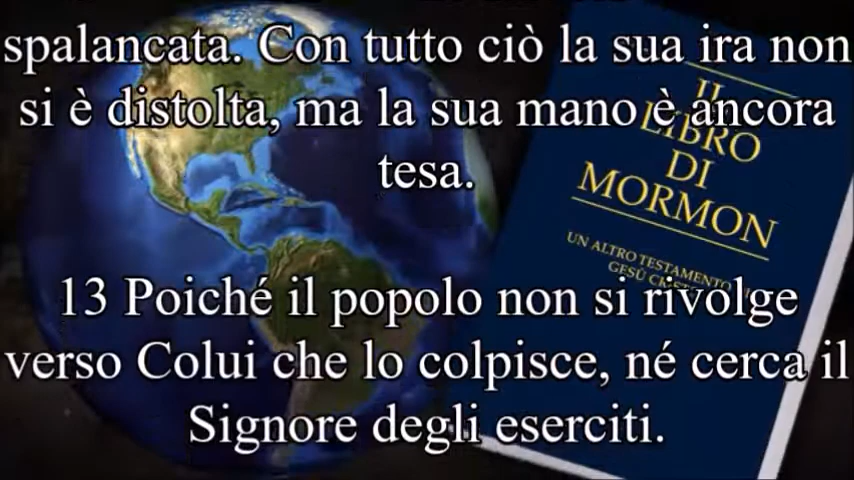 spalancata. Con tutto ciò la sua ira non
si è distolta, ma la sua mano è ancora
tesa.
13 Poiché il popolo non si rivolge
verso Colui che lo colpisce, né cerca il
Signore degli eserciti.
IL
LIBRO
DI
MORMON
UN ALTRO TESTAMENTO
GESÙ